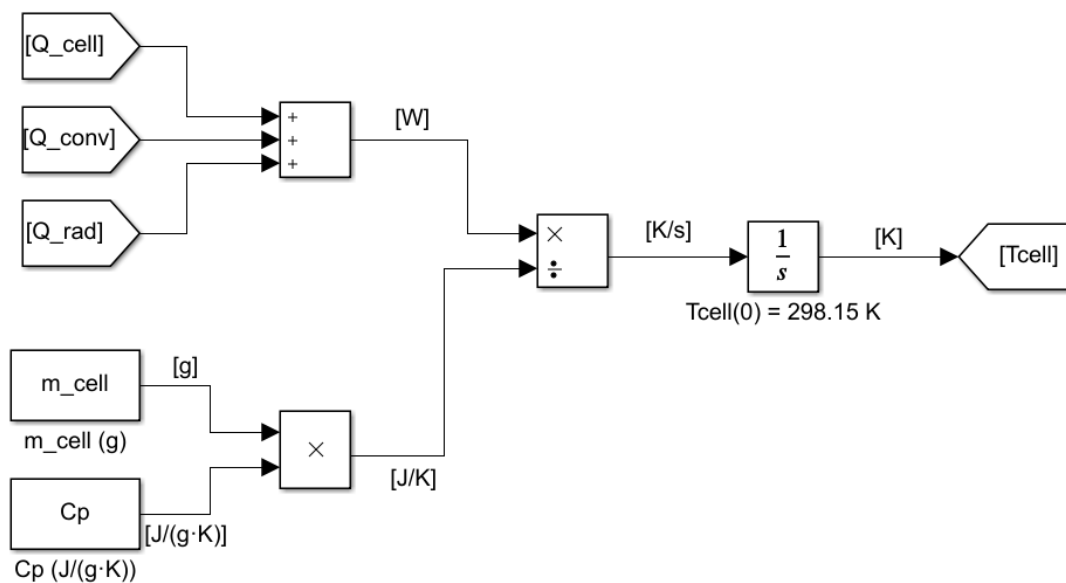 [Q_cell]
[Q_conv]
[Q_rad]
+
+
+
[W]
×
÷
[K/s]
1
s
[K]
[Tcell]
Tcell(0) = 298.15 K
m_cell
[g]
m_cell (g)
×
[J/K]
Cp
[J/(g·K)]
Cp (J/(g·K))